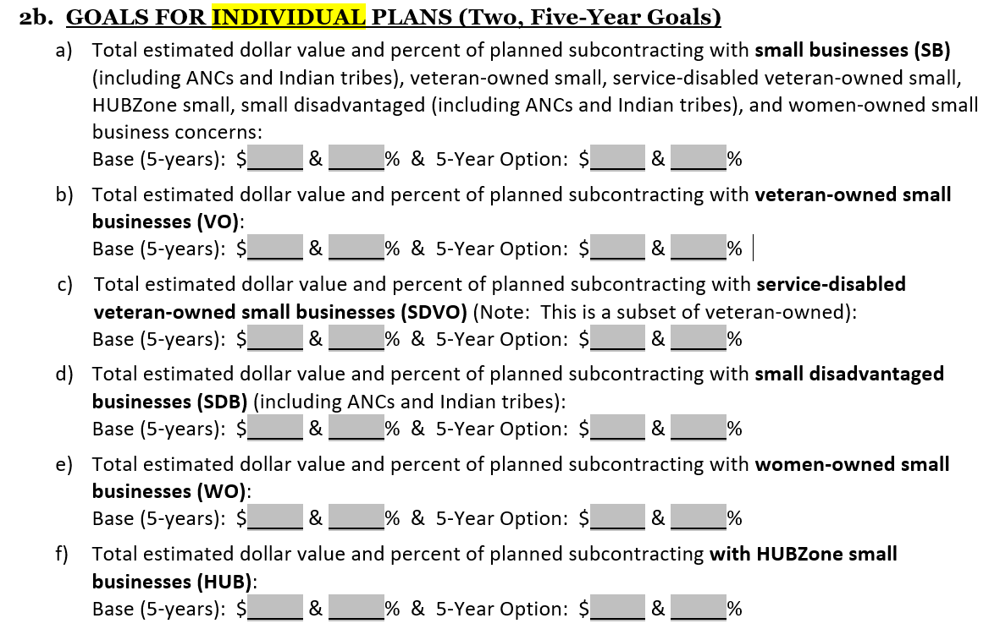 2b. GOALS FOR INDIVIDUAL PLANS (Two, Five-Year Goals)
a) Total estimated dollar value and percent of planned subcontracting with small businesses (SB)
(including ANCs and Indian tribes), veteran-owned small, service-disabled veteran-owned small,
HUBZone small, small disadvantaged (including ANCs and Indian tribes), and women-owned small
business concerns:
Base (5-years): $_____ & _____% & 5-Year Option: $_____ & _____%
b) Total estimated dollar value and percent of planned subcontracting with veteran-owned small
businesses (VO):
Base (5-years): $_____ & _____% & 5-Year Option: $_____ & _____%
c) Total estimated dollar value and percent of planned subcontracting with service-disabled
veteran-owned small businesses (SDVO) (Note: This is a subset of veteran-owned):
Base (5-years): $_____ & _____% & 5-Year Option: $_____ & _____%
d) Total estimated dollar value and percent of planned subcontracting with small disadvantaged
businesses (SDB) (including ANCs and Indian tribes):
Base (5-years): $_____ & _____% & 5-Year Option: $_____ & _____%
e) Total estimated dollar value and percent of planned subcontracting with women-owned small
businesses (WO):
Base (5-years): $_____ & _____% & 5-Year Option: $_____ & _____%
f) Total estimated dollar value and percent of planned subcontracting with HUBZone small
businesses (HUB):
Base (5-years): $_____ & _____% & 5-Year Option: $_____ & _____%